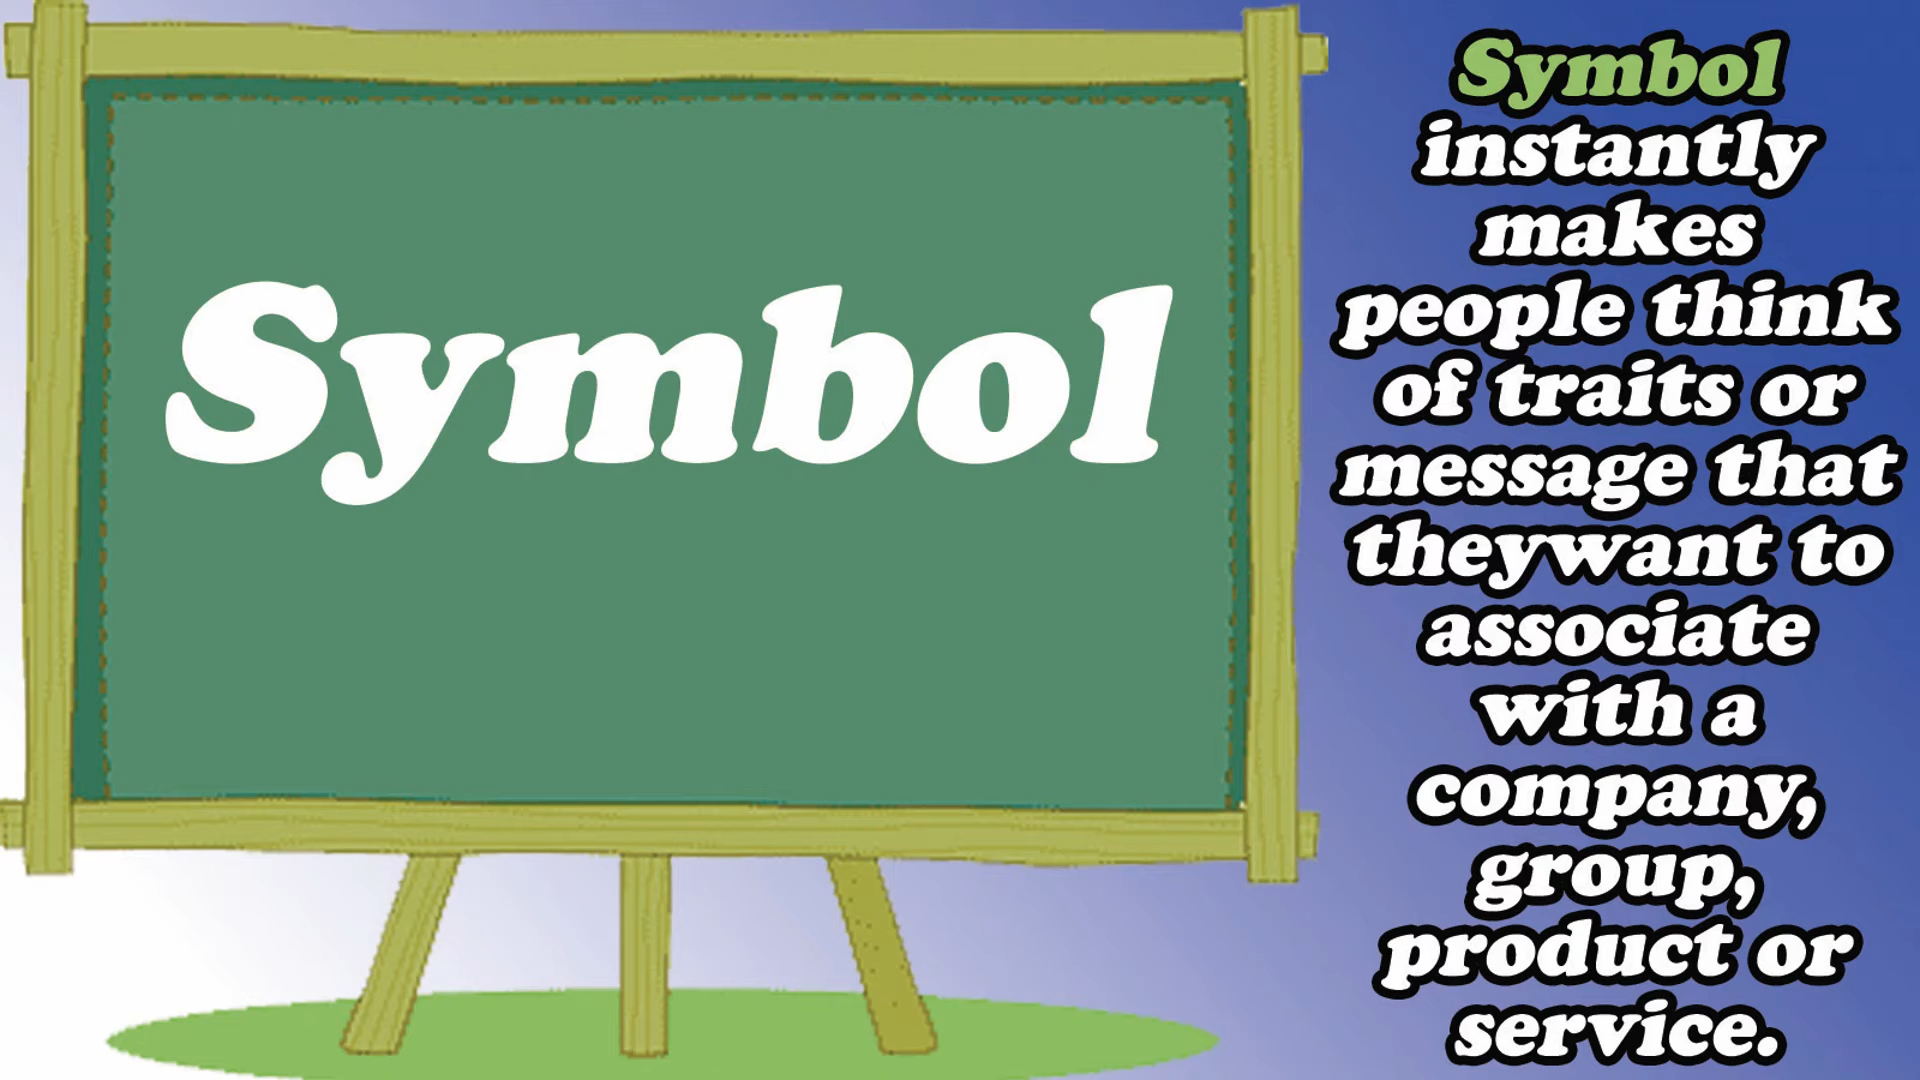 Symbol
Symbol
instantly
makes
people think
of traits or
message that
theywant to
associate
with a
company,
group,
product or
service.